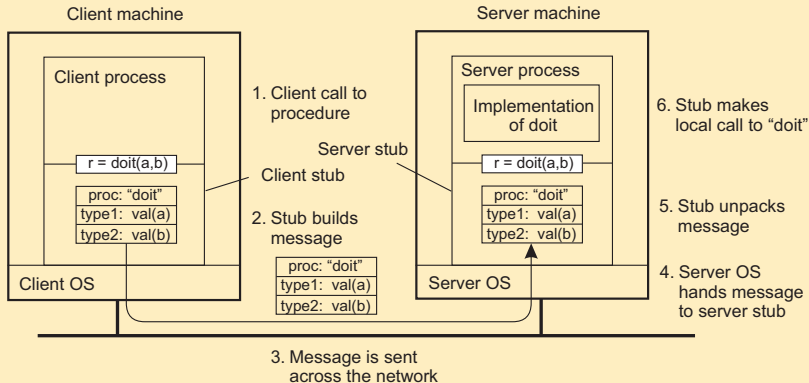 Client machine
Server machine
Client process
1. Client call to
procedure
Server process
Implementation
of doit
6. Stub makes
local call to “doit”
Server stub
r = doit(a,b)
r = doit(a,b)
Client stub
proc: “doit”
type1: val(a)
type2: val(b)
2. Stub builds
message
proc: “doit”
type1: val(a)
type2: val(b)
proc: “doit”
type1: val(a)
type2: val(b)
5. Stub unpacks
message
Client OS
Server OS
4. Server OS
hands message
to server stub
3. Message is sent
across the network